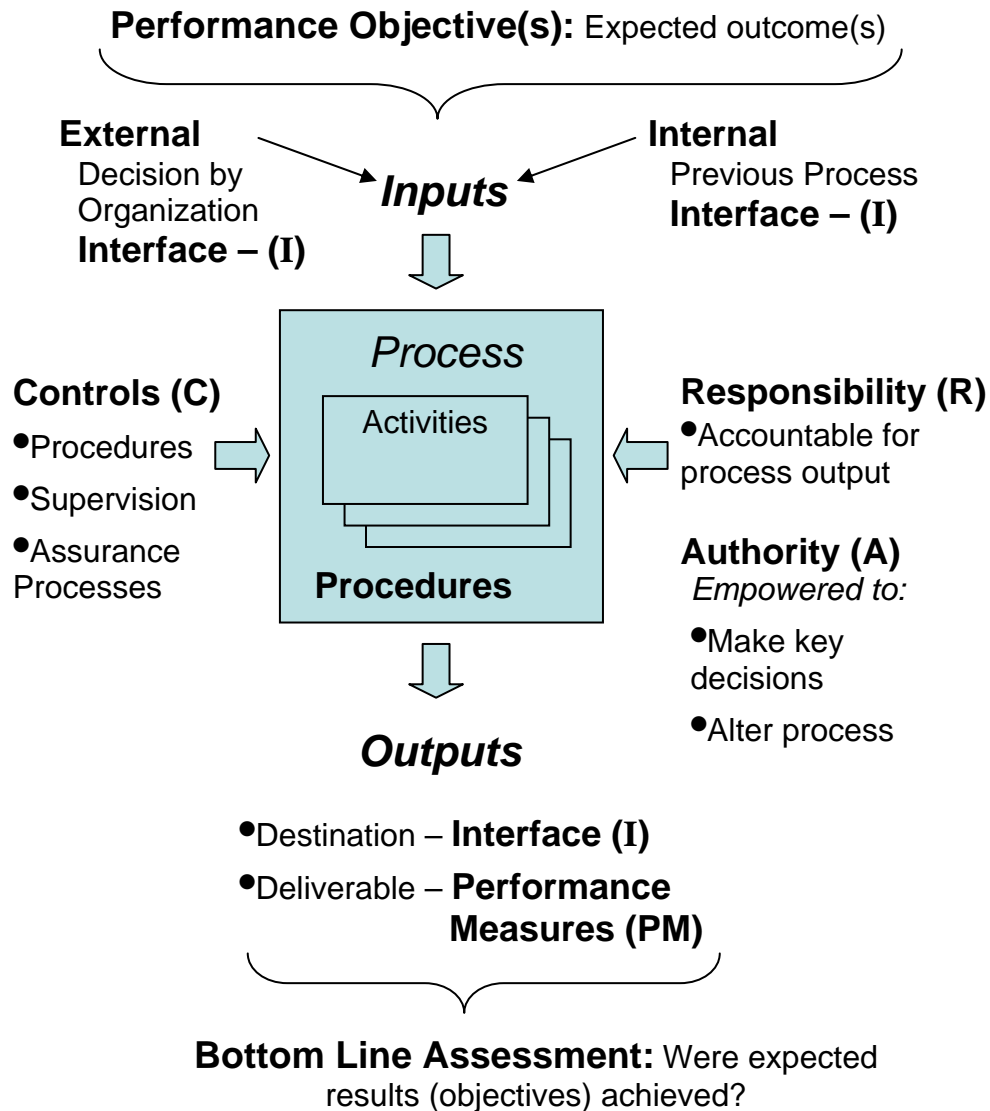 Performance Objective(s): Expected outcome(s)
External
Decision by
Organization
Interface – (I)
Inputs
Internal
Previous Process
Interface – (I)
Process
Activities
Procedures
Controls (C)
•Procedures
•Supervision
•Assurance
Processes
Responsibility (R)
•Accountable for
process output
Authority (A)
Empowered to:
•Make key
decisions
•Alter process
Outputs
•Destination – Interface (I)
•Deliverable – Performance
Measures (PM)
Bottom Line Assessment: Were expected
results (objectives) achieved?